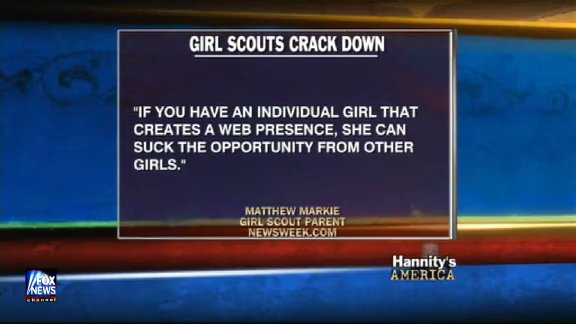 GIRL SCOUTS CRACK DOWN
"IF YOU HAVE AN INDIVIDUAL GIRL THAT
CREATES A WEB PRESENCE, SHE CAN
SUCK THE OPPORTUNITY FROM OTHER
GIRLS."
MATTHEW MARKIE
GIRL SCOUT PARENT
NEWSWEEK.COM
Hannity's
AMERICA
FOX
NEWS
channel